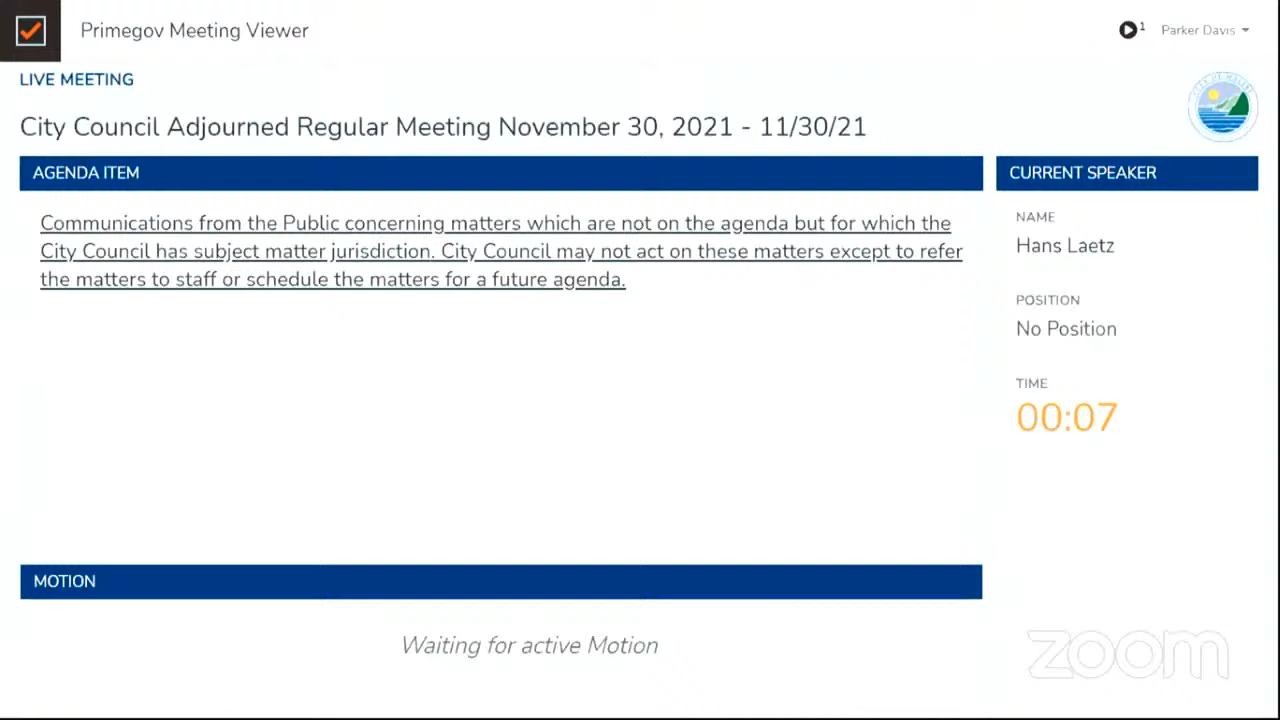 Primegov Meeting Viewer
1
Parker Davis
LIVE MEETING
City Council Adjourned Regular Meeting November 30, 2021 - 11/30/21
AGENDA ITEM
CURRENT SPEAKER
Communications from the Public concerning matters which are not on the agenda but for which the
City Council has subject matter jurisdiction. City Council may not act on these matters except to refer
the matters to staff or schedule the matters for a future agenda.
NAME
Hans Laetz
POSITION
No Position
TIME
00:07
MOTION
Waiting for active Motion
zoom